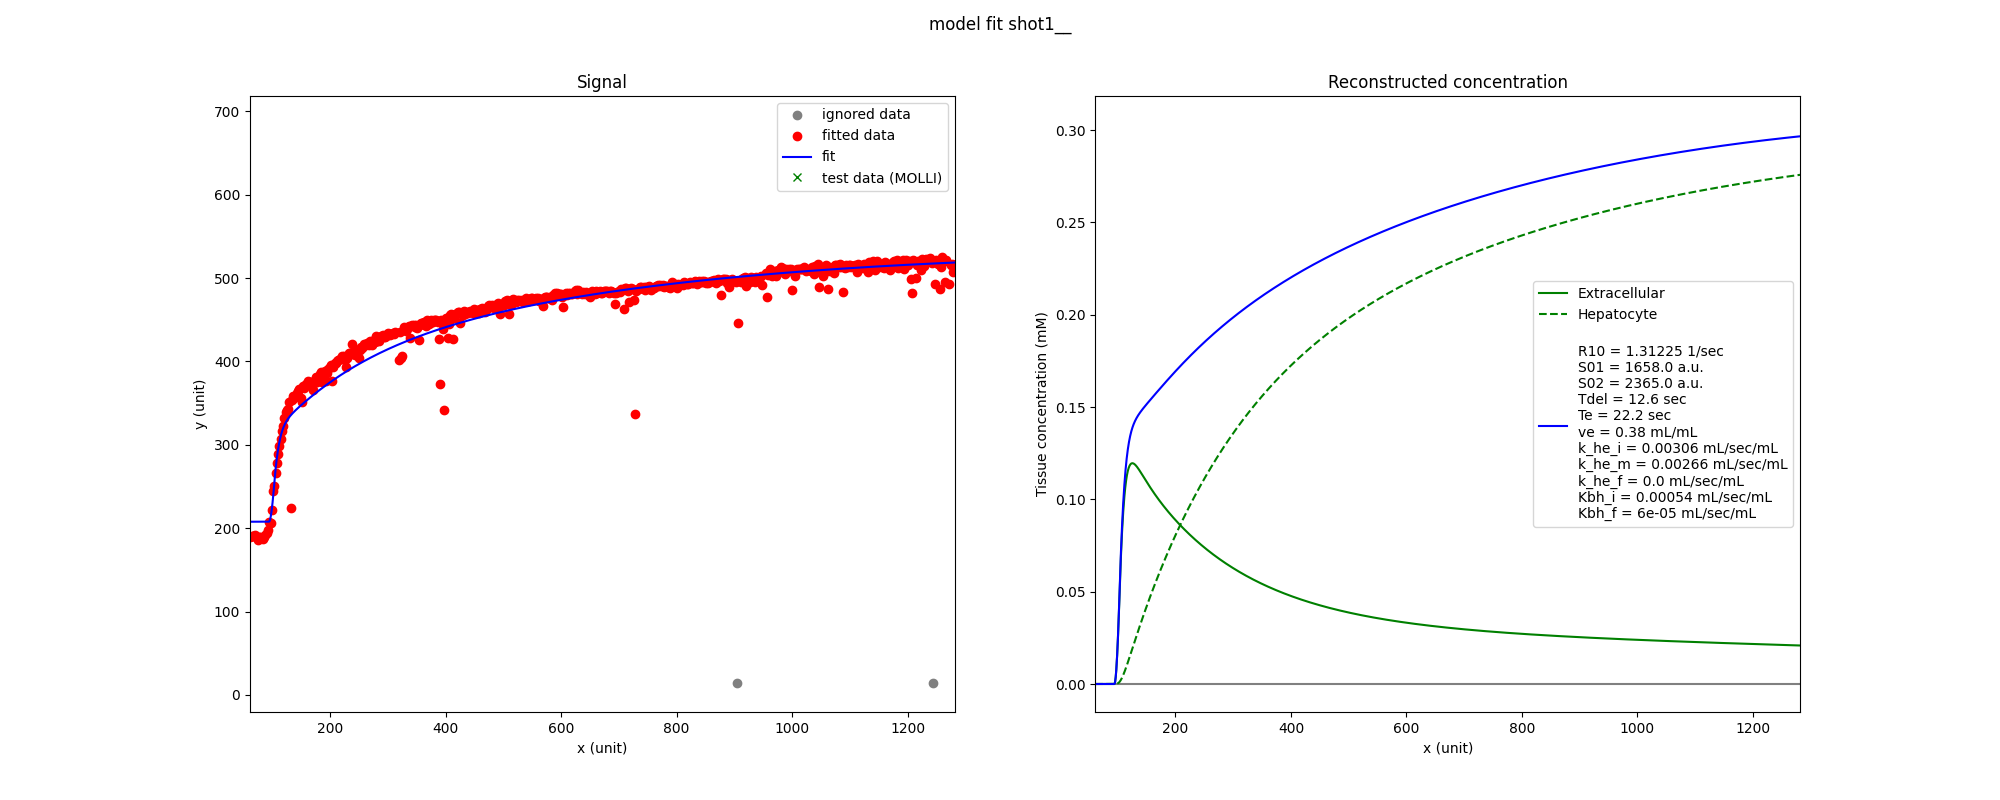 model fit shot1__
Signal
700
600
500
400
300
200
100
0
y (unit)
200
400
600
800
1000
1200
x (unit)
ignored data
fitted data
fit
test data (MOLLI)
Reconstructed concentration
0.30
0.25
0.20
0.15
0.10
0.05
0.00
Tissue concentration (mM)
200
400
600
800
1000
1200
x (unit)
Extracellular
Hepatocyte
R10 = 1.31225 1/sec
S01 = 1658.0 a.u.
S02 = 2365.0 a.u.
Tdel = 12.6 sec
Te = 22.2 sec
ve = 0.38 mL/mL
k_he_i = 0.00306 mL/sec/mL
k_he_m = 0.00266 mL/sec/mL
k_he_f = 0.0 mL/sec/mL
Kbh_i = 0.00054 mL/sec/mL
Kbh_f = 6e-05 mL/sec/mL